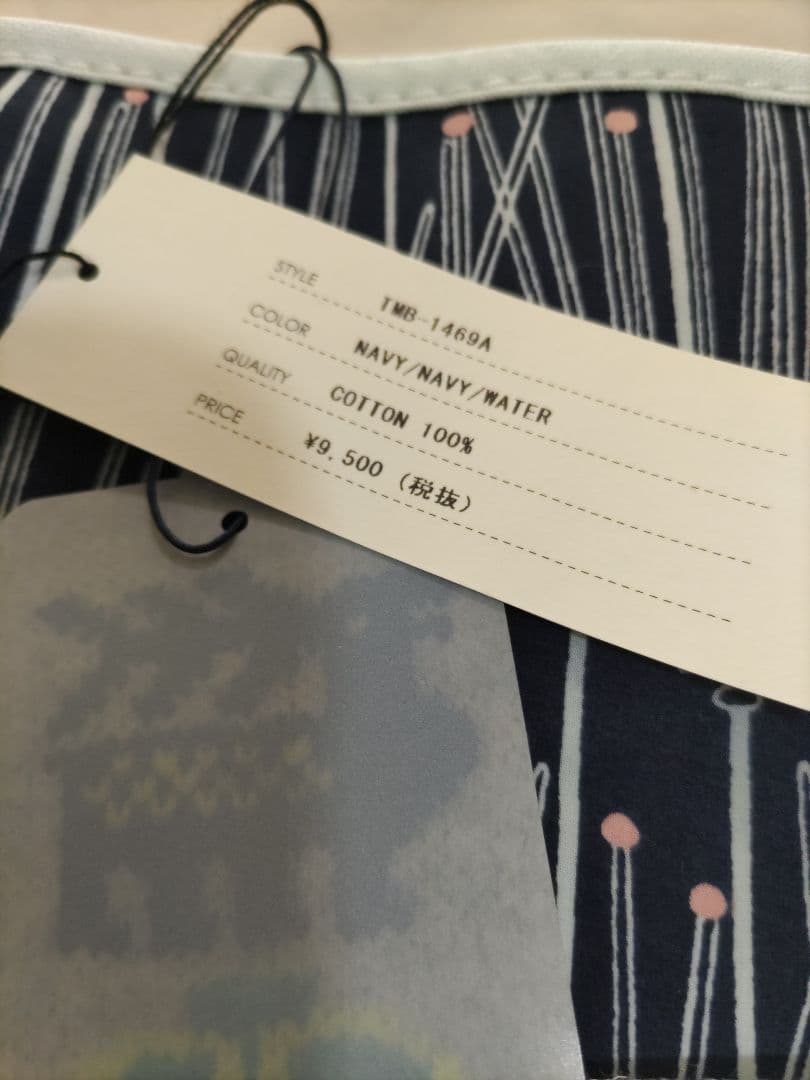 STYLE TMB-1469A
COLOR NAVY/NAVY/WATER
QUALITY COTTON 100%
PRICE ¥9,500 (税抜)